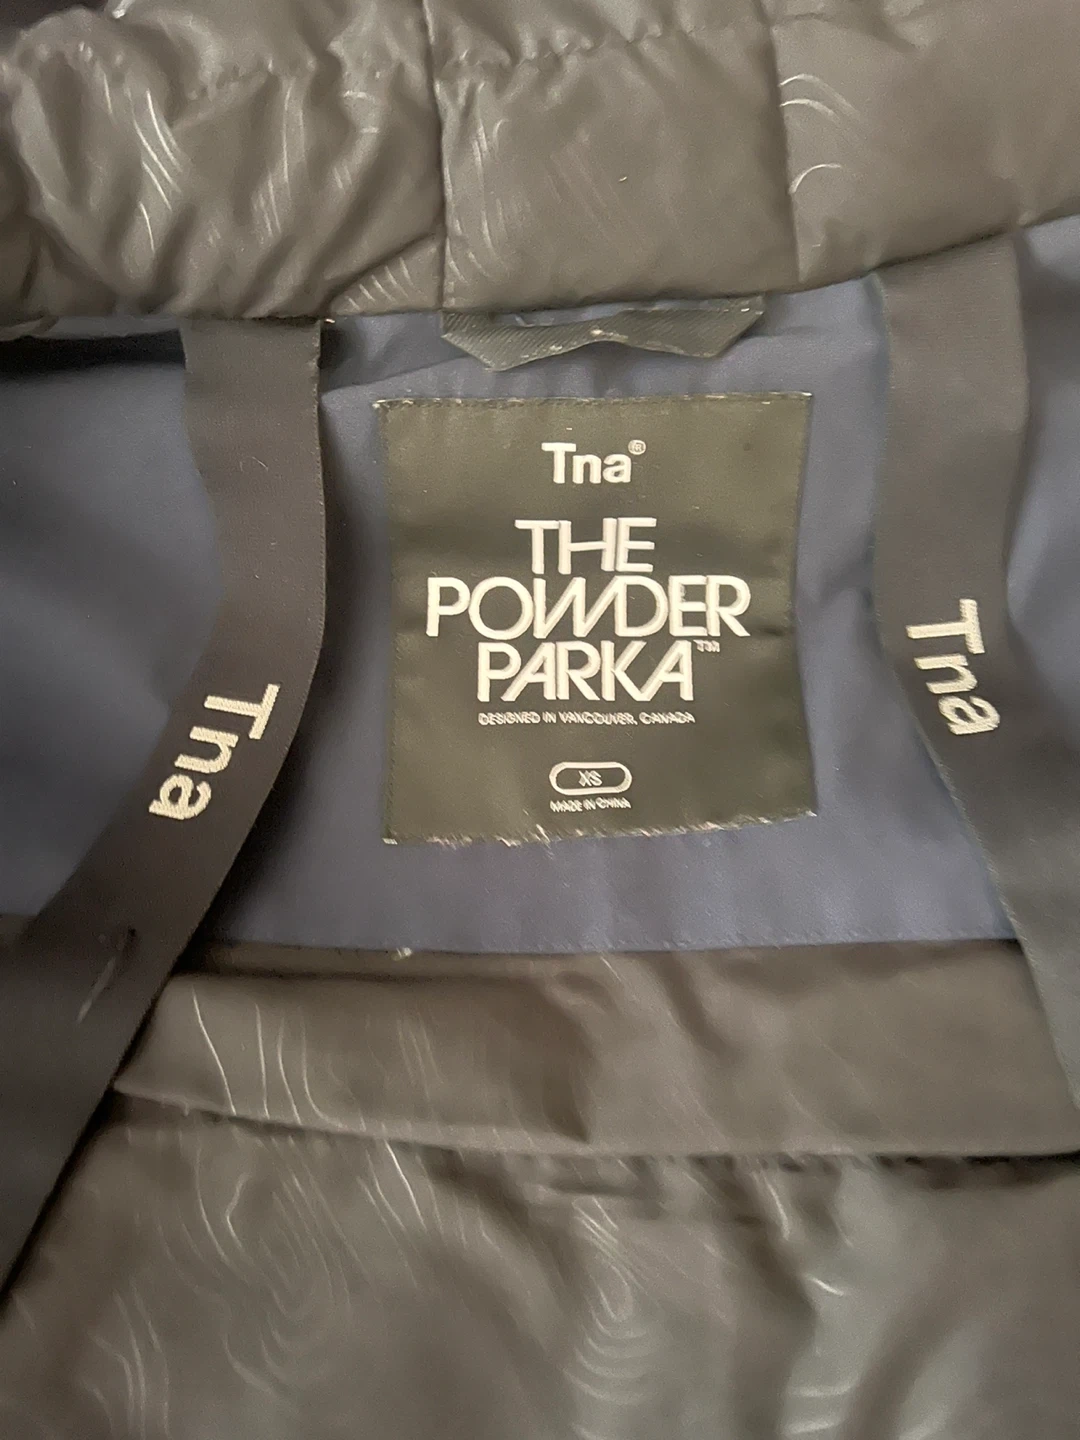 Tna®
THE
POWDER
PARKA™
DESIGNED IN VANCOUVER, CANADA
XS
MADE IN CHINA
Tna
Tna